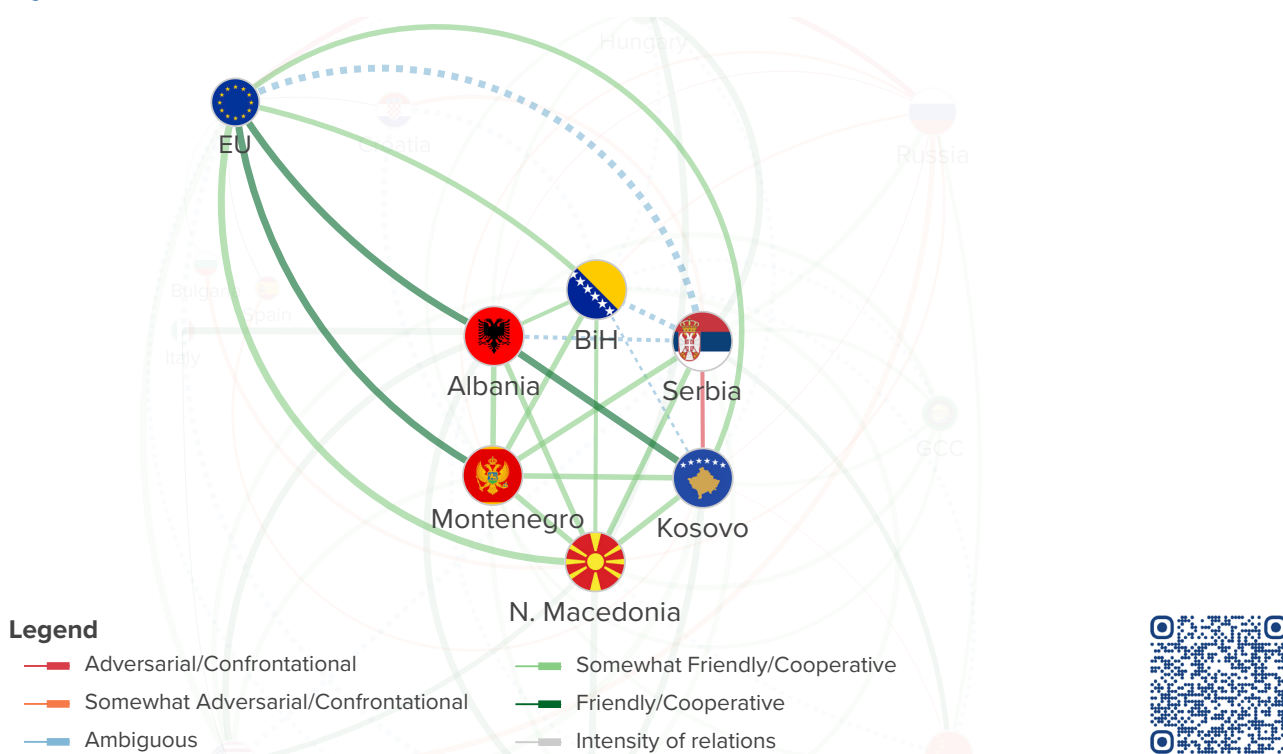 Hungary
EU
Croatia
Russia
Bulgaria
Spain
BiH
Italy
Albania
Serbia
GCC
Montenegro
Kosovo
N. Macedonia
Legend
Adversarial/Confrontational
Somewhat Friendly/Cooperative
Somewhat Adversarial/Confrontational
Friendly/Cooperative
Ambiguous
Intensity of relations